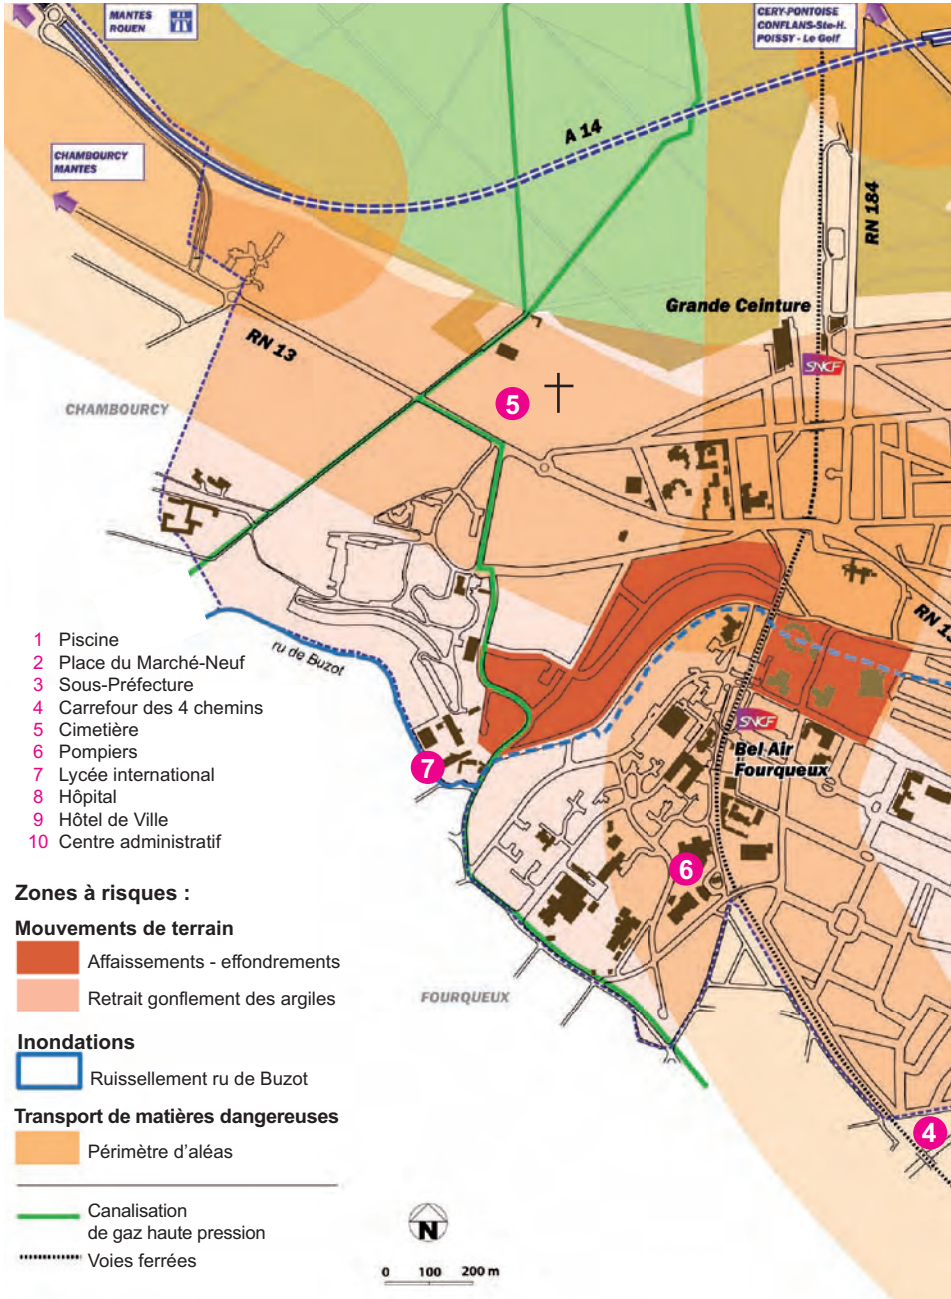 MANTES
ROUEN
CERY-PONTOISE
CONFLANS-Ste-H.
POISSY - Le Golf
A 14
CHAMBOURCY
MANTES
RN 184
Grande Ceinture
RN 13
SNCF
5
CHAMBOURCY
RN 1
ru de Buzot
1 Piscine
2 Place du Marché-Neuf
3 Sous-Préfecture
4 Carrefour des 4 chemins
5 Cimetière
6 Pompiers
7 Lycée international
8 Hôpital
9 Hôtel de Ville
10 Centre administratif
SNCF
Bel Air
Fourqueux
7
6
Zones à risques :
Mouvements de terrain
Affaissements - effondrements
Retrait gonflement des argiles
FOURQUEUX
Inondations
Ruissellement ru de Buzot
Transport de matières dangereuses
Périmètre d'aléas
4
Canalisation
de gaz haute pression
Voies ferrées
N
0 100 200 m